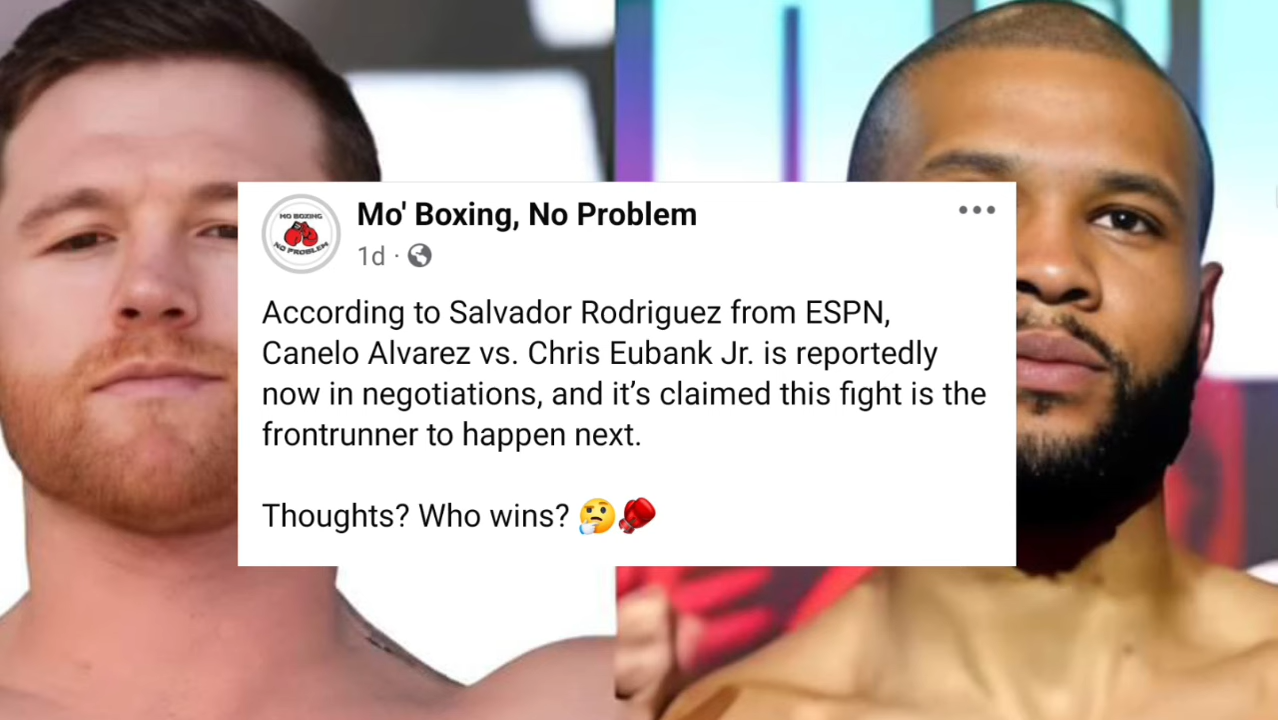 MO BOXING
NO PROBLEM
Mo' Boxing, No Problem
1d ·
According to Salvador Rodriguez from ESPN,
Canelo Alvarez vs. Chris Eubank Jr. is reportedly
now in negotiations, and it’s claimed this fight is the
frontrunner to happen next.
Thoughts? Who wins? 🤔🥊